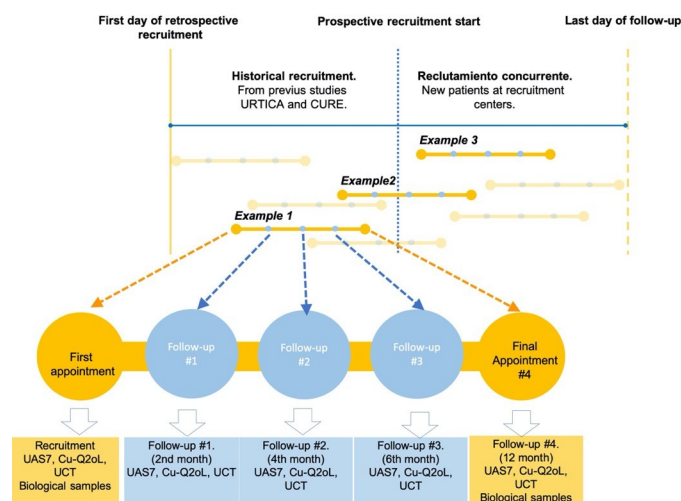 First day of retrospective
recruitment
Prospective recruitment start
Last day of follow-up
Historical recruitment.
From previus studies
URTICA and CURE.
Reclutamiento concurrente.
New patients at recruitment
centers.
Example 3
Example2
Example 1
First
appointment
Follow-up
#1
Follow-up
#2
Follow-up
#3
Final
Appointment
#4
Recruitment
UAS7, Cu-Q2oL,
UCT
Biological samples
Follow-up #1.
(2nd month)
UAS7, Cu-Q2oL, UCT
Follow-up #2.
(4th month)
UAS7, Cu-Q2oL,
UCT
Follow-up #3.
(6th month)
UAS7, Cu-Q2oL,
UCT
Follow-up #4.
(12 month)
UAS7, Cu-Q2oL,
UCT
Biological samples